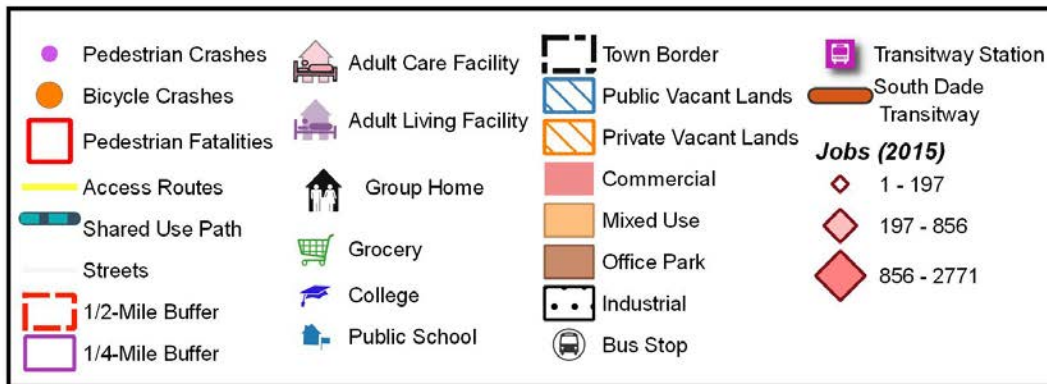 Pedestrian Crashes
Bicycle Crashes
Pedestrian Fatalities
Access Routes
Shared Use Path
Streets
1/2-Mile Buffer
1/4-Mile Buffer
Adult Care Facility
Adult Living Facility
Group Home
Grocery
College
Public School
Town Border
Public Vacant Lands
Private Vacant Lands
Commercial
Mixed Use
Office Park
Industrial
Bus Stop
Transitway Station
South Dade
Transitway
Jobs (2015)
1 - 197
197 - 856
856 - 2771